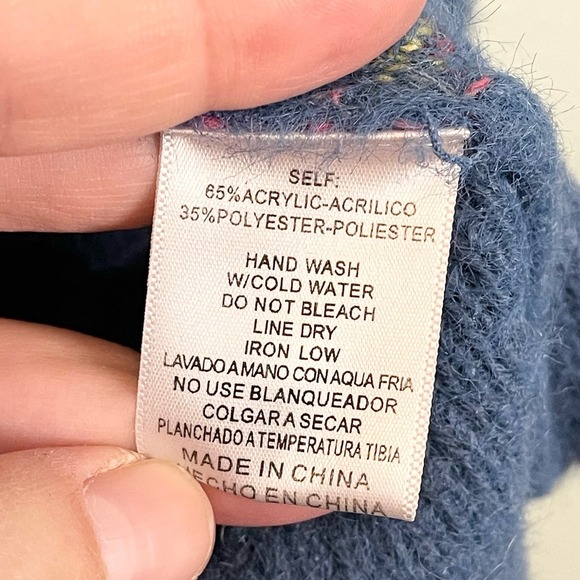 SELF:
65%ACRYLIC-ACRILICO
35%POLYESTER-POLIESTER
HAND WASH
W/COLD WATER
DO NOT BLEACH
LINE DRY
IRON LOW
LAVADO A MANO CON AQUA FRIA
NO USE BLANQUEADOR
COLGAR A SECAR
PLANCHADO A TEMPERATURA TIBIA
MADE IN CHINA
HECHO EN CHINA